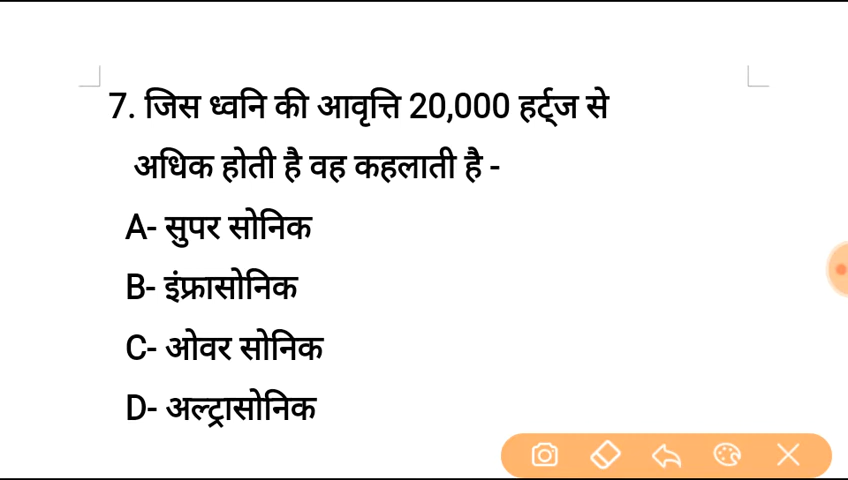 7. जिस ध्वनि की आवृत्ति 20,000 हर्ट्ज से
अधिक होती है वह कहलाती है -
A- सुपर सोनिक
B- इंफ्रासोनिक
C- ओवर सोनिक
D- अल्ट्रासोनिक